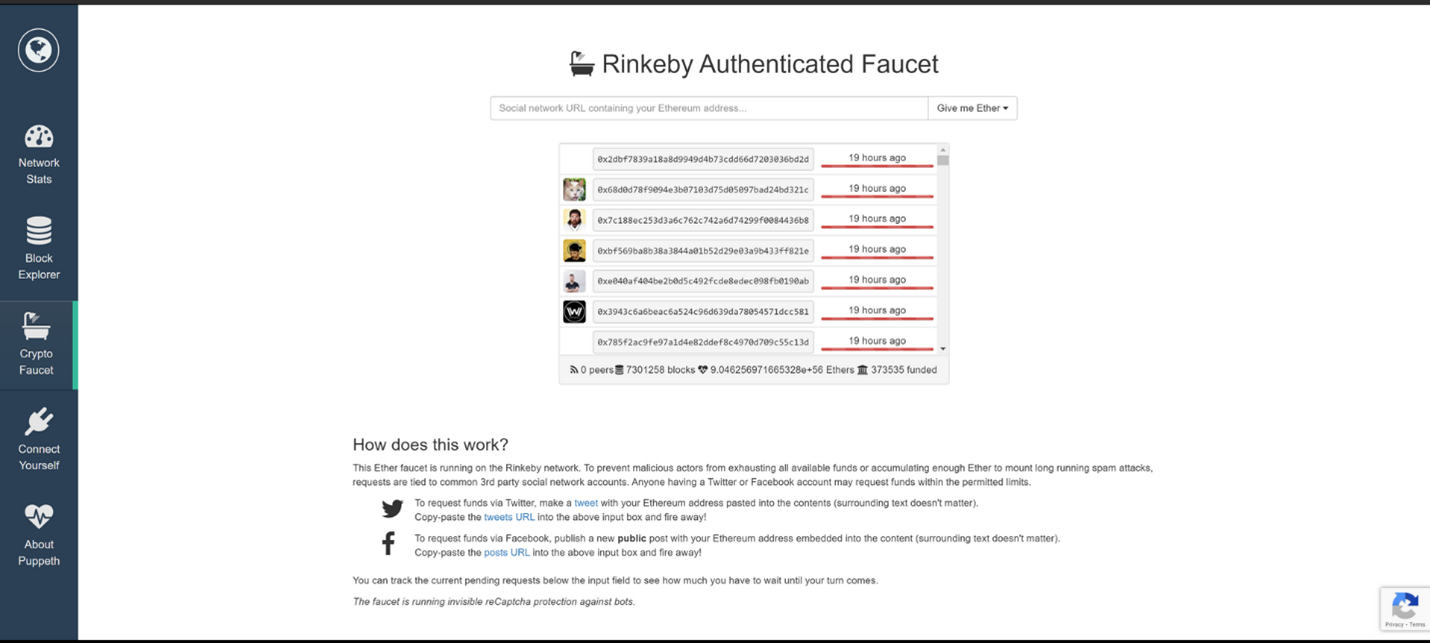 Network
Stats
Block
Explorer
Crypto
Faucet
Connect
Yourself
About
Puppeth
Rinkeby Authenticated Faucet
Social network URL containing your Ethereum address...
Give me Ether
0x2dbf7839a18a8d9949d4b73cdd66d7203036bd2d 19 hours ago
0x68d0d78f9094e3b07103d75d05097bad24bd321c 19 hours ago
0x7c188ec253d3a6c762c742a6d74299f0084436b8 19 hours ago
0xbf569ba8b38a3844a01b52d29e03a9b433ff821e 19 hours ago
0xe040af404be2b0d5c492fcde8edec098fb0190ab 19 hours ago
W
0x3943c6a6beac6a524c96d639da78054571dcc581 19 hours ago
0x785f2ac9fe97a1d4e82ddef8c4970d709c55c13d 19 hours ago
0 peers 7301258 blocks 9.046256971665328e+56 Ethers 373535 funded
How does this work?
This Ether faucet is running on the Rinkeby network. To prevent malicious actors from exhausting all available funds or accumulating enough Ether to mount long running spam attacks,
requests are tied to common 3rd party social network accounts. Anyone having a Twitter or Facebook account may request funds within the permitted limits.
To request funds via Twitter, make a tweet with your Ethereum address pasted into the contents (surrounding text doesn't matter).
Copy-paste the tweets URL into the above input box and fire away!
To request funds via Facebook, publish a new public post with your Ethereum address embedded into the content (surrounding text doesn't matter).
Copy-paste the posts URL into the above input box and fire away!
You can track the current pending requests below the input field to see how much you have to wait until your turn comes.
The faucet is running invisible reCaptcha protection against bots.
Privacy - Terms